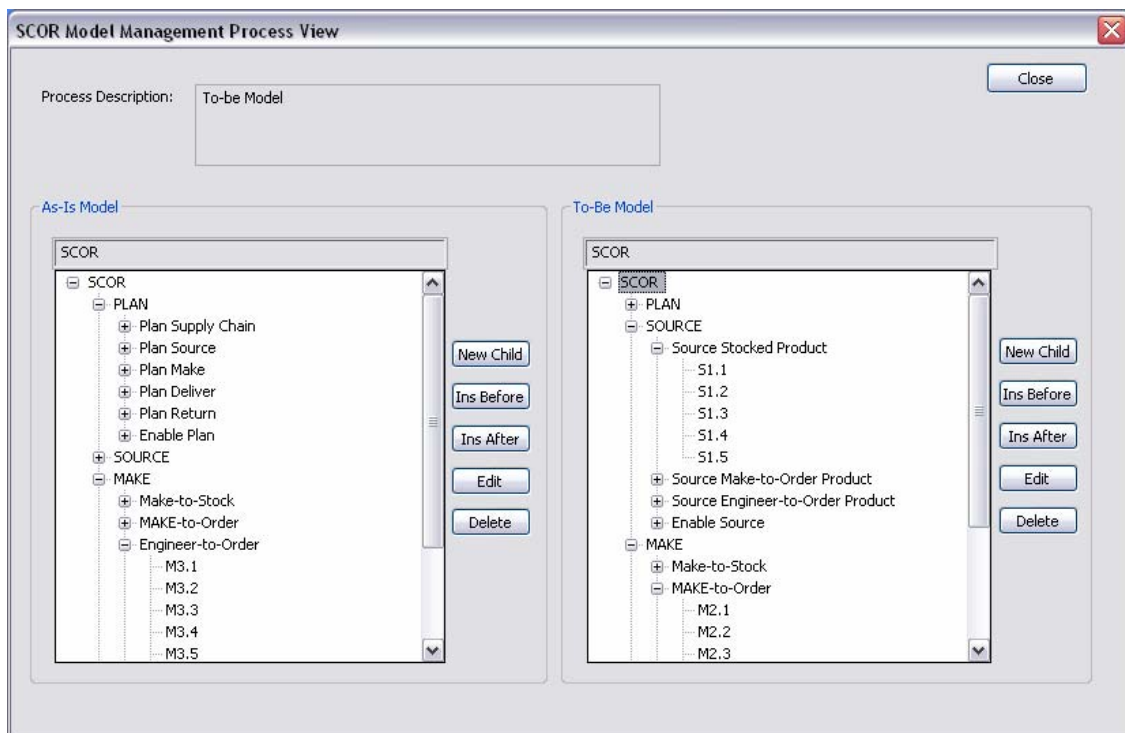 SCOR Model Management Process View
Close
Process Description:
To-be Model
As-Is Model
SCOR
SCOR
PLAN
Plan Supply Chain
Plan Source
Plan Make
Plan Deliver
Plan Return
Enable Plan
SOURCE
MAKE
Make-to-Stock
MAKE-to-Order
Engineer-to-Order
M3.1
M3.2
M3.3
M3.4
M3.5
New Child
Ins Before
Ins After
Edit
Delete
To-Be Model
SCOR
SCOR
PLAN
SOURCE
Source Stocked Product
S1.1
S1.2
S1.3
S1.4
S1.5
Source Make-to-Order Product
Source Engineer-to-Order Product
Enable Source
MAKE
Make-to-Stock
MAKE-to-Order
M2.1
M2.2
M2.3
New Child
Ins Before
Ins After
Edit
Delete